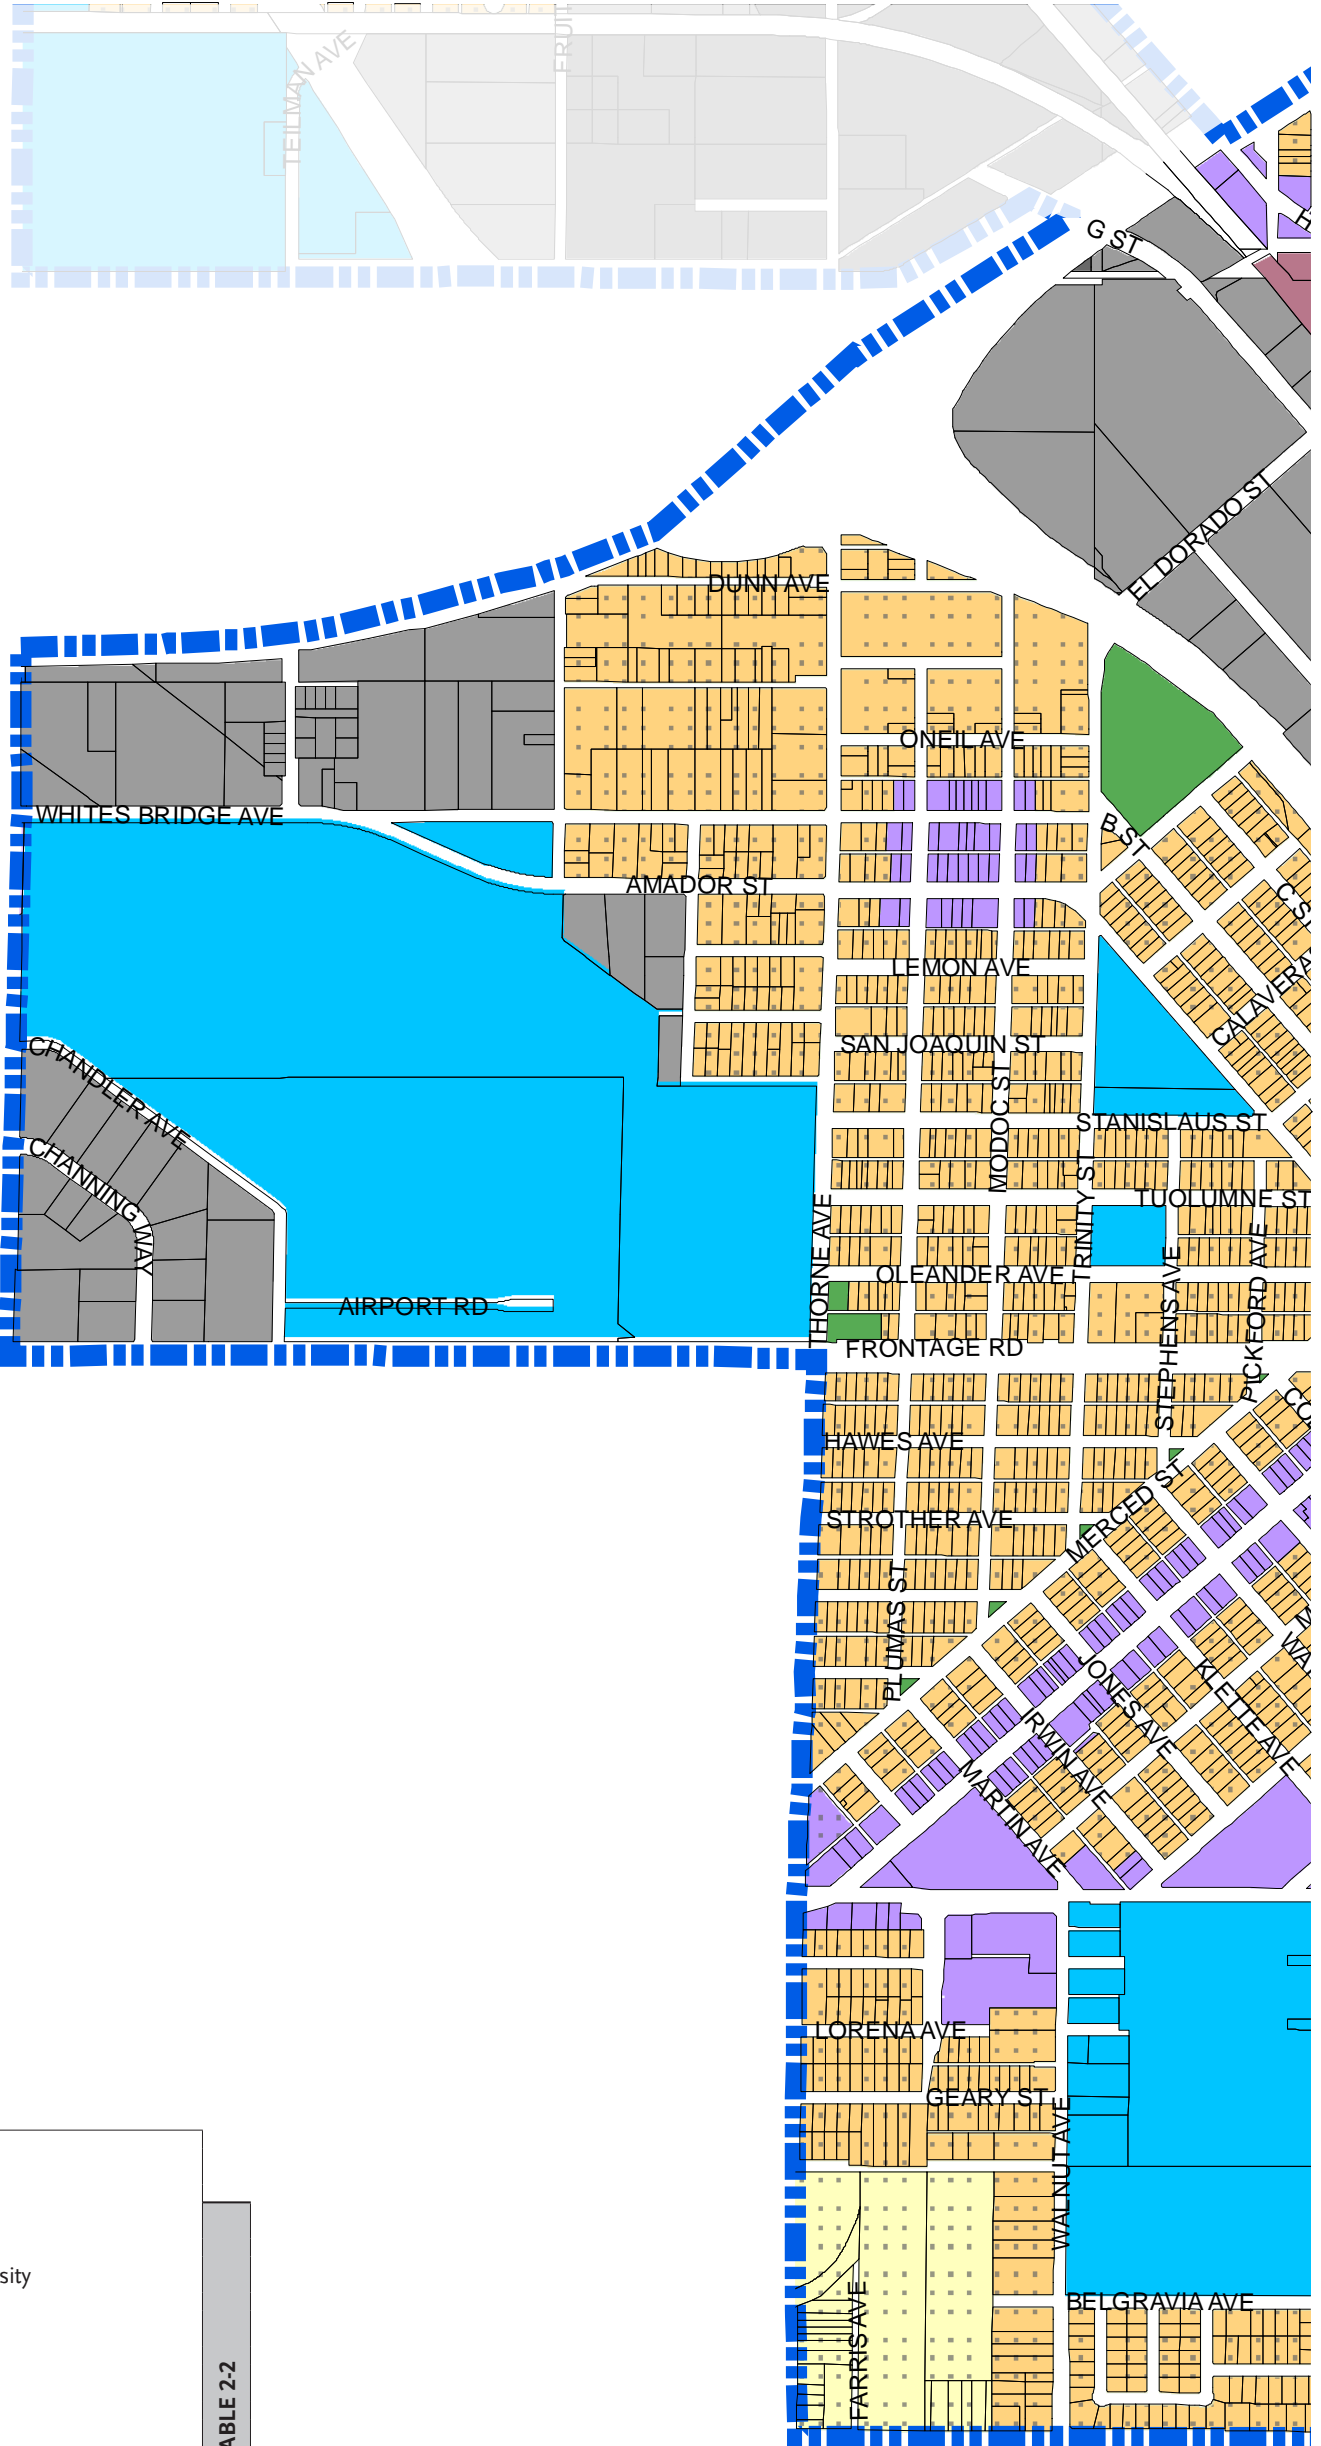 TEILMAN AVE
FRUIT
G ST
H
EL DORADO ST
DUNN AVE
ONEIL AVE
WHITES BRIDGE AVE
B ST
AMADOR ST
C ST
LEMON AVE
CALAVERA
SAN JOAQUIN ST
CHANDLER AVE
MODOC ST
STANISLAUS ST
CHANNING WAY
TRINITY ST
TUOLUMNE ST
THORNE AVE
OLEANDER AVE
STEPHENS AVE
PICKFORD AVE
AIRPORT RD
FRONTAGE RD
CO
HAWES AVE
MERCED ST
STROTHER AVE
PLUMAS ST
M
WA
JONES AVE
KLETTE AVE
IRWIN AVE
MARTIN AVE
LORENA AVE
GEARY ST
WALNUT AVE
sity
BELGRAVIA AVE
FARRIS AVE
ABLE 2-2